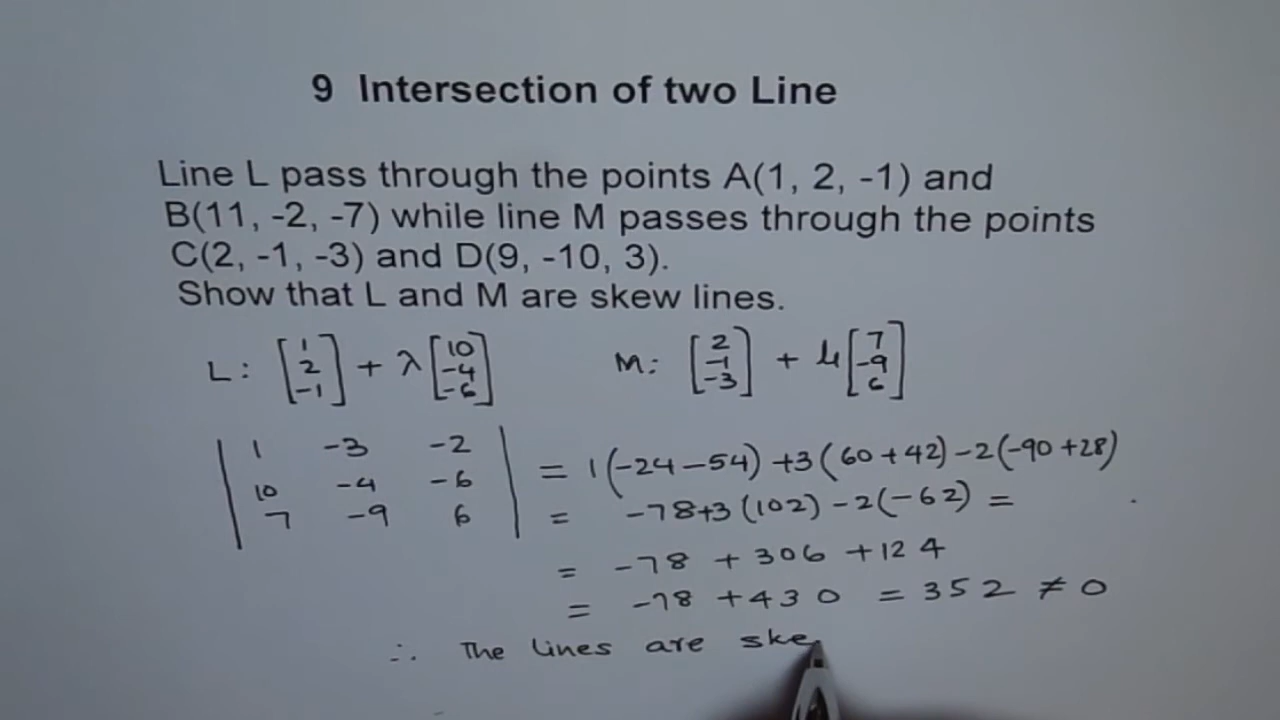 9 Intersection of two Line
Line L pass through the points A(1, 2, -1) and
B(11, -2, -7) while line M passes through the points
C(2, -1, -3) and D(9, -10, 3).
Show that L and M are skew lines.
L: [1 2 -1] + λ [10 -4 -6] M: [2 -1 -3] + μ [7 -9 6]
| 1 -3 -2 | = 1(-24-54) +3(60+42) -2(-90+28)
| 10 -4 -6 |
| 7 -9 6 | = -78+3(102) -2(-62) =
= -78 + 306 +124
= -78 +430 = 352 ≠ 0
∴ The lines are ske